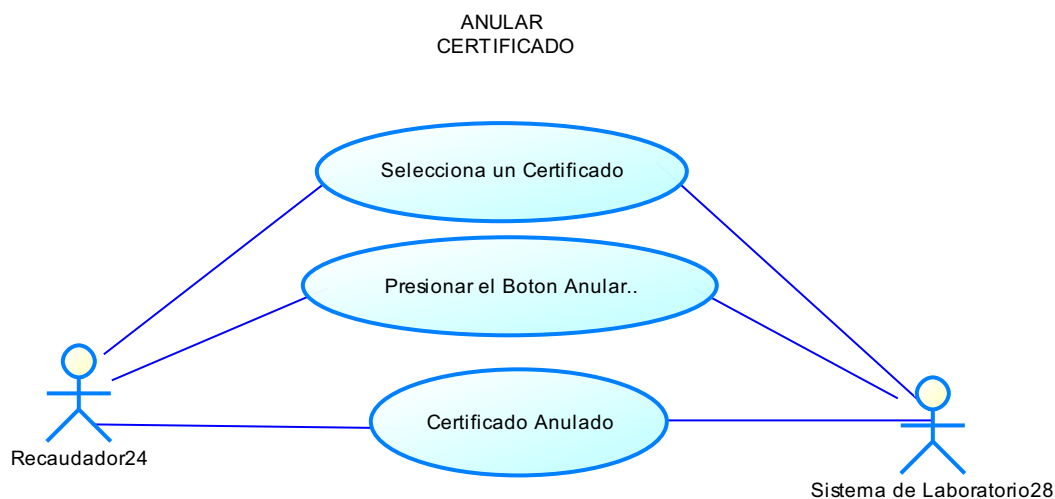 ANULAR
CERTIFICADO
Selecciona un Certificado
Presionar el Boton Anular..
Certificado Anulado
Recaudador24
Sistema de Laboratorio28